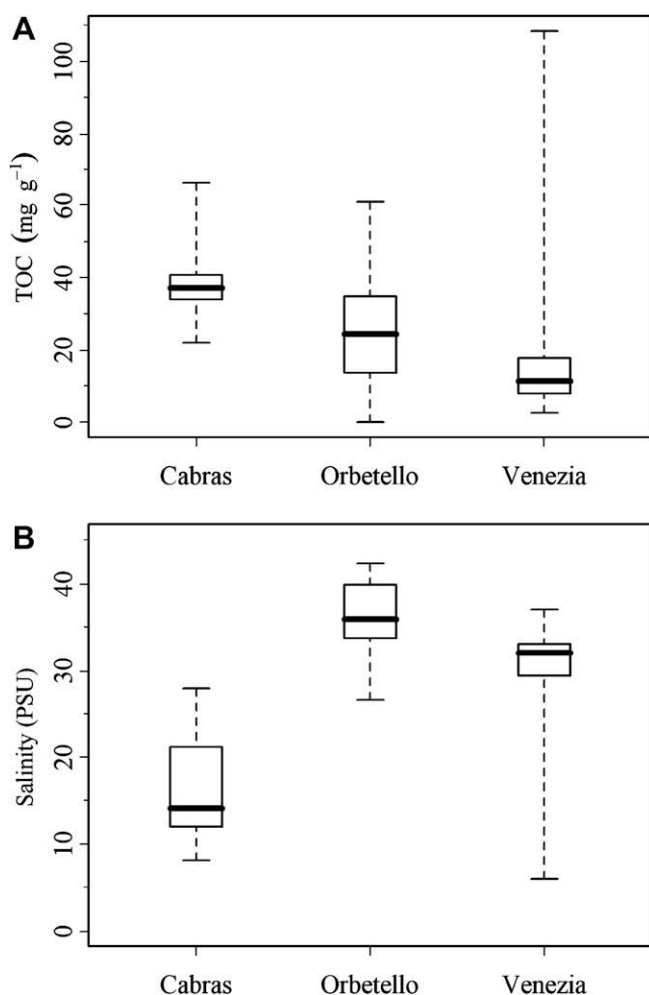 A
TOC (mg g⁻¹)
100
80
60
40
20
0
Cabras Orbetello Venezia
B
Salinity (PSU)
40
30
20
10
0
Cabras Orbetello Venezia